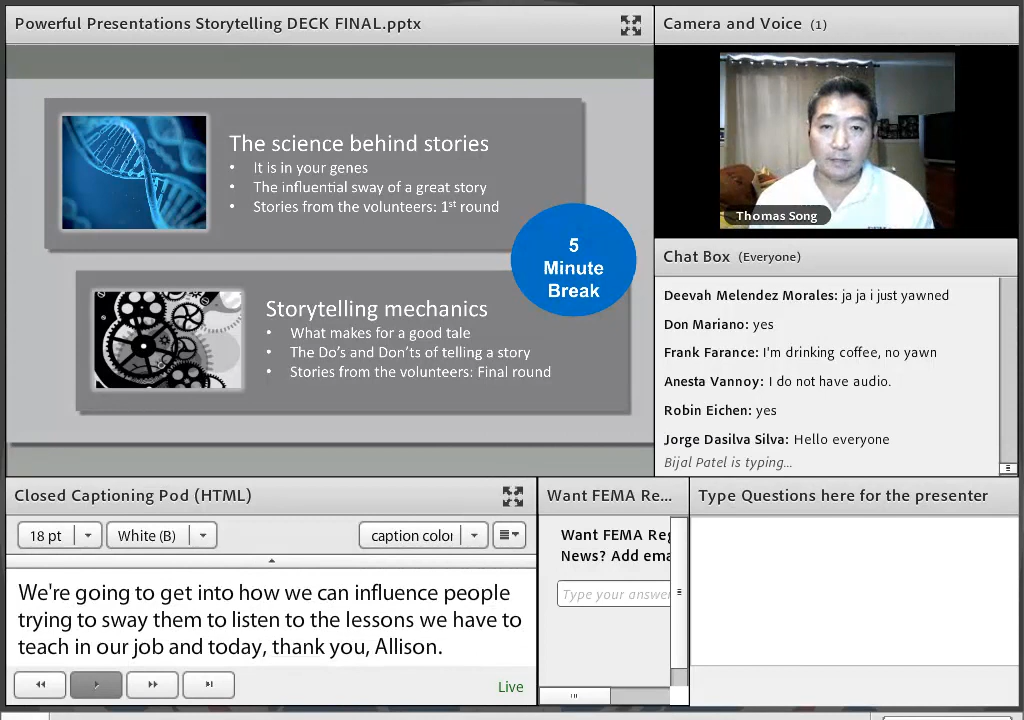 Powerful Presentations Storytelling DECK FINAL.pptx
The science behind stories
• It is in your genes
• The influential sway of a great story
• Stories from the volunteers: 1st round
5
Minute
Break
Storytelling mechanics
• What makes for a good tale
• The Do's and Don'ts of telling a story
• Stories from the volunteers: Final round
Camera and Voice (1)
Thomas Song
Chat Box (Everyone)
Deevah Melendez Morales: ja ja i just yawned
Don Mariano: yes
Frank Farance: I'm drinking coffee, no yawn
Anesta Vannoy: I do not have audio.
Robin Eichen: yes
Jorge Dasilva Silva: Hello everyone
Bijal Patel is typing...
Closed Captioning Pod (HTML)
18 pt
White (B)
caption color
We're going to get into how we can influence people
trying to sway them to listen to the lessons we have to
teach in our job and today, thank you, Allison.
Live
Want FEMA Re...
Want FEMA Reg
News? Add ema
Type your answer
Type Questions here for the presenter